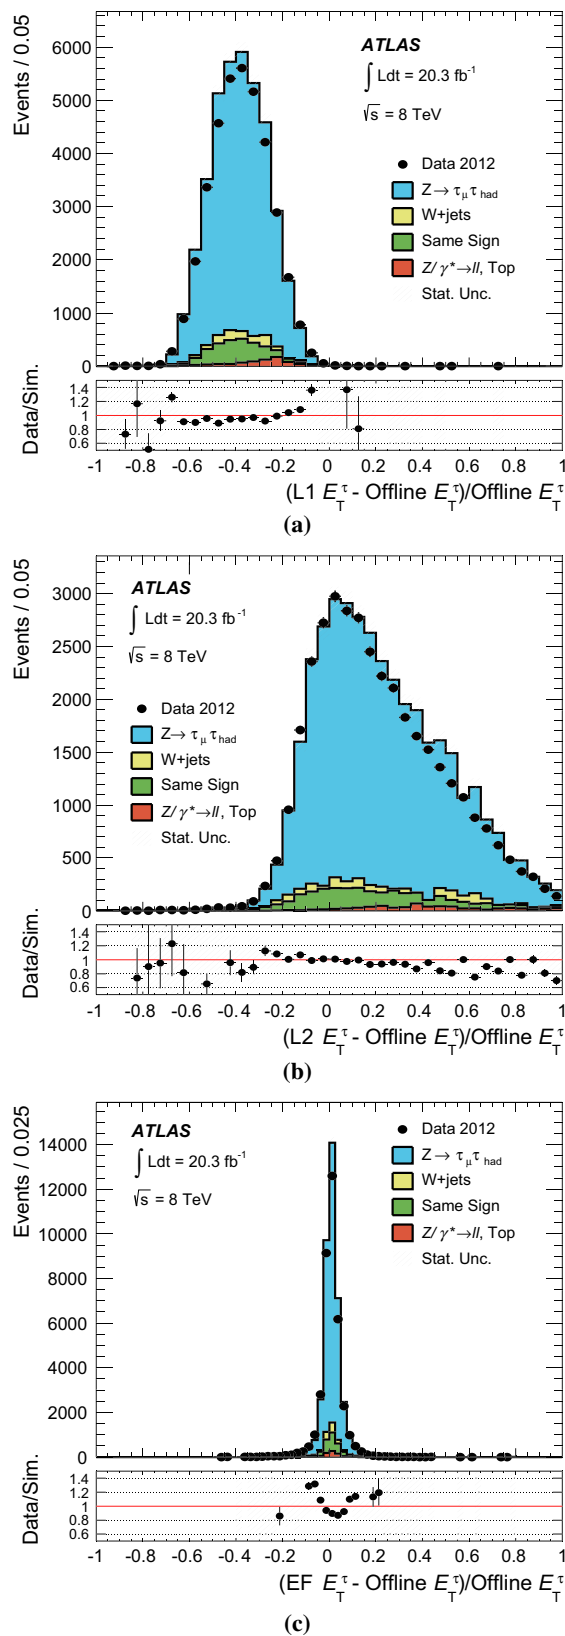 Events / 0.05
6000
5000
4000
3000
2000
1000
0
ATLAS
∫ Ldt = 20.3 fb⁻¹
√s = 8 TeV
Data 2012
Z→ τμ τhad
W+jets
Same Sign
Z/γ*→ll, Top
Stat. Unc.
Data/Sim.
1.4
1.2
1
0.8
0.6
-1 -0.8 -0.6 -0.4 -0.2 0 0.2 0.4 0.6 0.8 1
(L1 E_T^τ - Offline E_T^τ)/Offline E_T^τ
(a)
Events / 0.05
3000
2500
2000
1500
1000
500
0
ATLAS
∫ Ldt = 20.3 fb⁻¹
√s = 8 TeV
Data 2012
Z→ τμ τhad
W+jets
Same Sign
Z/γ*→ll, Top
Stat. Unc.
Data/Sim.
1.4
1.2
1
0.8
0.6
-1 -0.8 -0.6 -0.4 -0.2 0 0.2 0.4 0.6 0.8 1
(L2 E_T^τ - Offline E_T^τ)/Offline E_T^τ
(b)
Events / 0.025
14000
12000
10000
8000
6000
4000
2000
0
ATLAS
∫ Ldt = 20.3 fb⁻¹
√s = 8 TeV
Data 2012
Z→ τμ τhad
W+jets
Same Sign
Z/γ*→ll, Top
Stat. Unc.
Data/Sim.
1.4
1.2
1
0.8
0.6
-1 -0.8 -0.6 -0.4 -0.2 0 0.2 0.4 0.6 0.8 1
(EF E_T^τ - Offline E_T^τ)/Offline E_T^τ
(c)